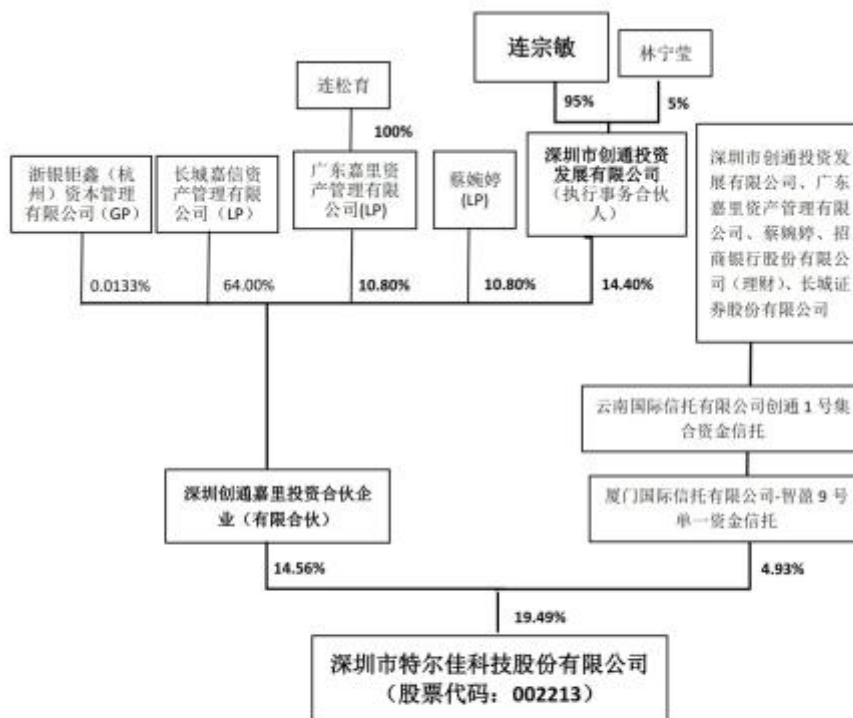 连宗敏
林宁莹
连松育
95%
5%
100%
浙银钜鑫（杭
州）资本管理
有限公司（GP）
长城嘉信资
产管理有限
公司（LP）
广东嘉里资
产管理有限
公司(LP)
蔡婉婷
(LP)
深圳市创通投资
发展有限公司
（执行事务合伙
人）
深圳市创通投资发
展有限公司、广东
嘉里资产管理有限
公司、蔡婉婷、招
商银行股份有限公
司（理财）、长城证
券股份有限公司
0.0133%
64.00%
10.80%
10.80%
14.40%
云南国际信托有限公司创通 1 号集
合资金信托
深圳创通嘉里投资合伙企
业（有限合伙）
厦门国际信托有限公司-智盈 9 号
单一资金信托
14.56%
4.93%
19.49%
深圳市特尔佳科技股份有限公司
（股票代码：002213）